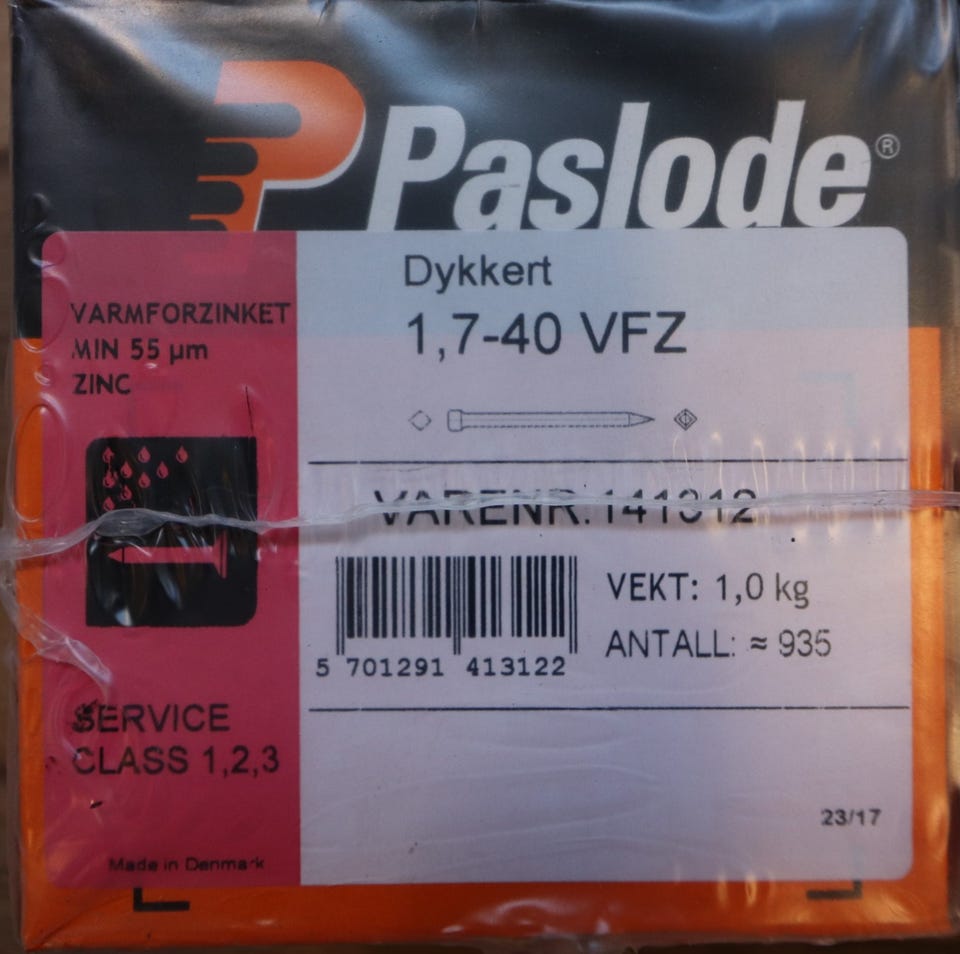 Paslode®
VARMFORZINKET
MIN 55 µm
ZINC
SERVICE
CLASS 1,2,3
Made in Denmark
Dykkert
1,7-40 VFZ
VARENR. 141312
5 701291 413122
VEKT: 1,0 kg
ANTALL: ≈ 935
23/17